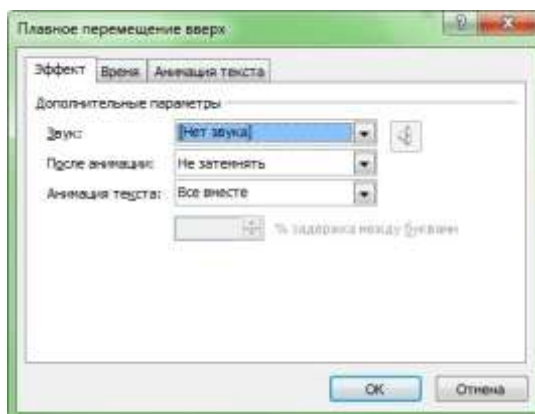 Плавное перемещение вверх
Эффект Время Анимация текста
Дополнительные параметры
Звук: [Нет звука]
После анимации: Не затемнять
Анимация текста: Все вместе
% задержка между буквами
ОК Отмена